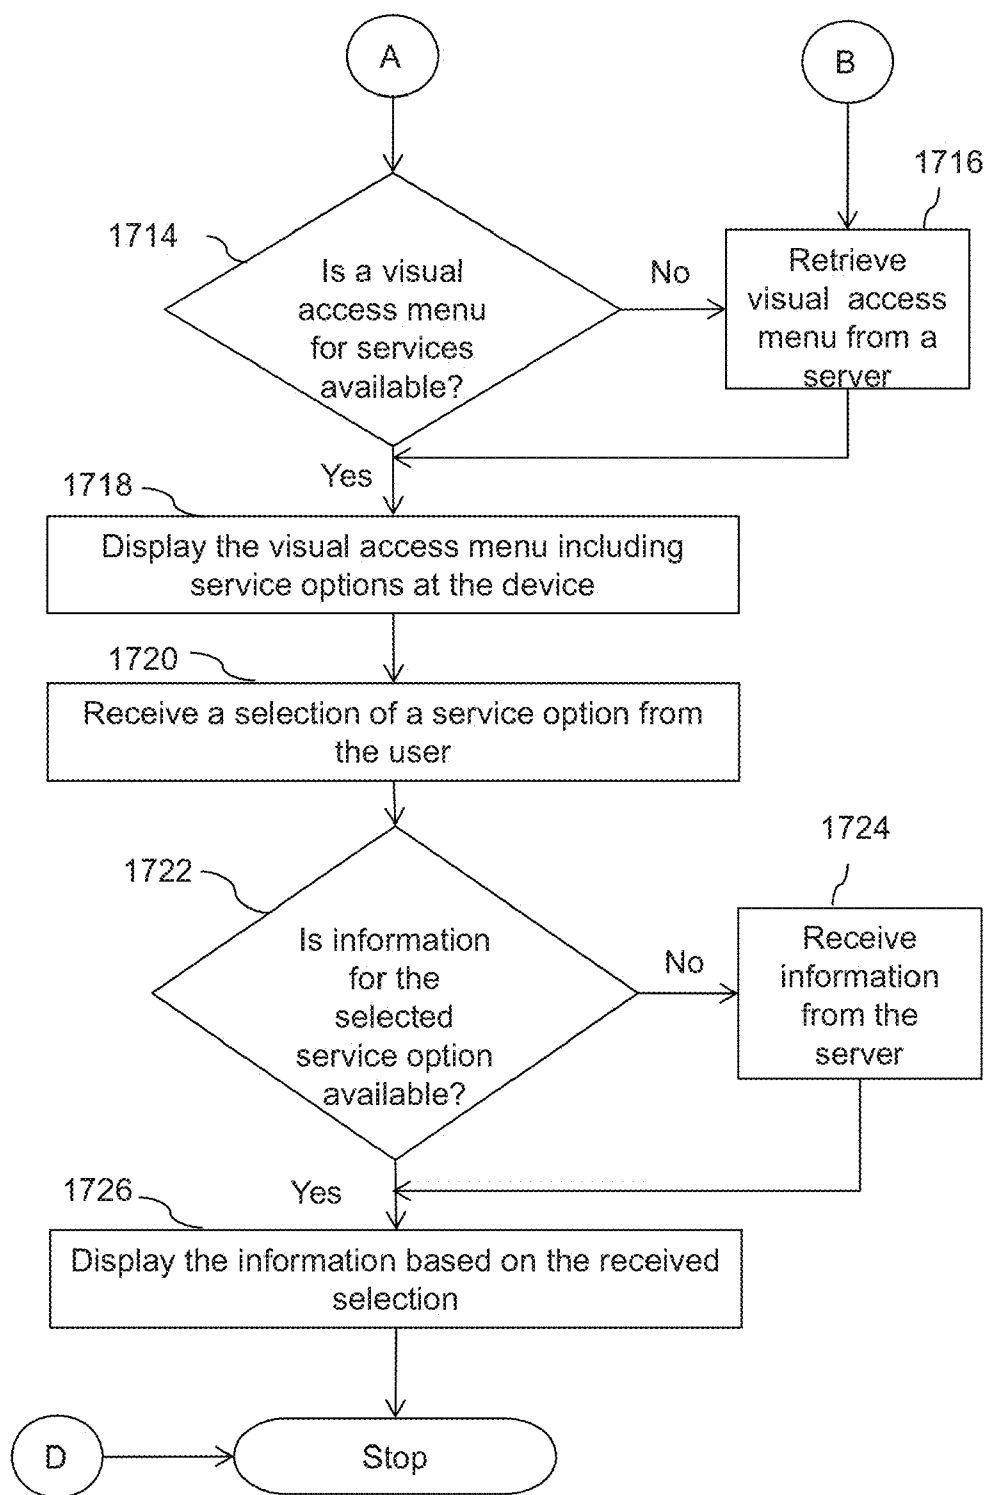 A
B
1716
1714
Is a visual
access menu
for services
available?
No
Retrieve
visual access
menu from a
server
Yes
1718
Display the visual access menu including
service options at the device
1720
Receive a selection of a service option from
the user
1724
1722
Is information
for the
selected
service option
available?
No
Receive
information
from the
server
1726
Yes
Display the information based on the received
selection
D
Stop